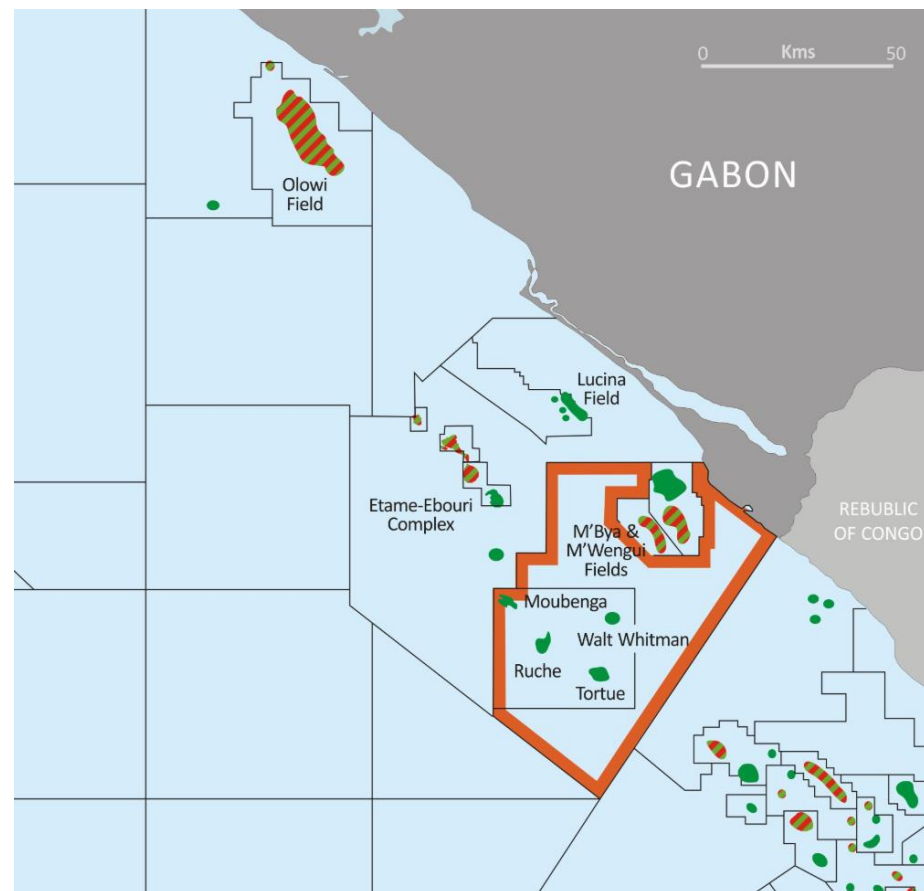 0 Kms 50
GABON
Olowi
Field
Lucina
Field
Etame-Ebouri
Complex
M'Bya &
M'Wengui
Fields
REBUBLIC
OF CONGO
Moubenga
Walt Whitman
Ruche
Tortue